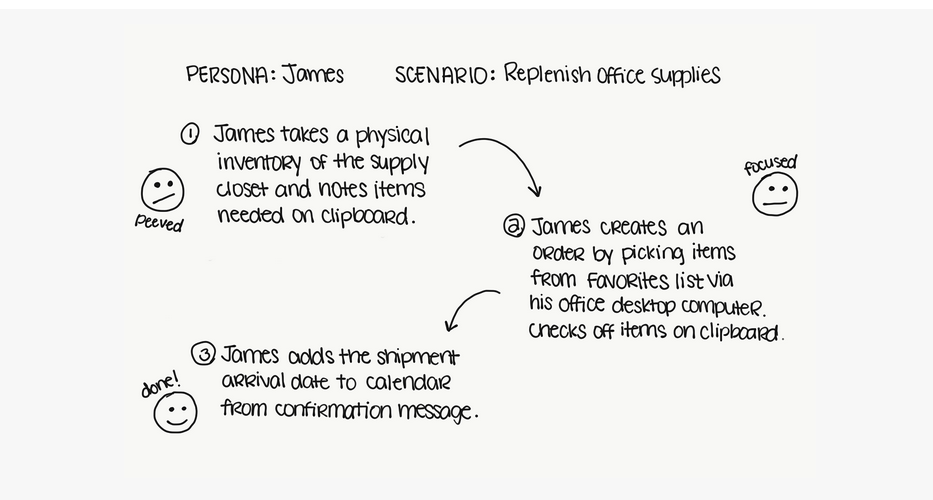 PERSONA: James
SCENARIO: Replenish office supplies
① James takes a physical
inventory of the supply
closet and notes items
needed on clipboard.
Peeved
focused
② James creates an
order by picking items
from favorites list via
his office desktop computer.
Checks off items on clipboard.
③ James adds the shipment
arrival date to calendar
from confirmation message.
done!